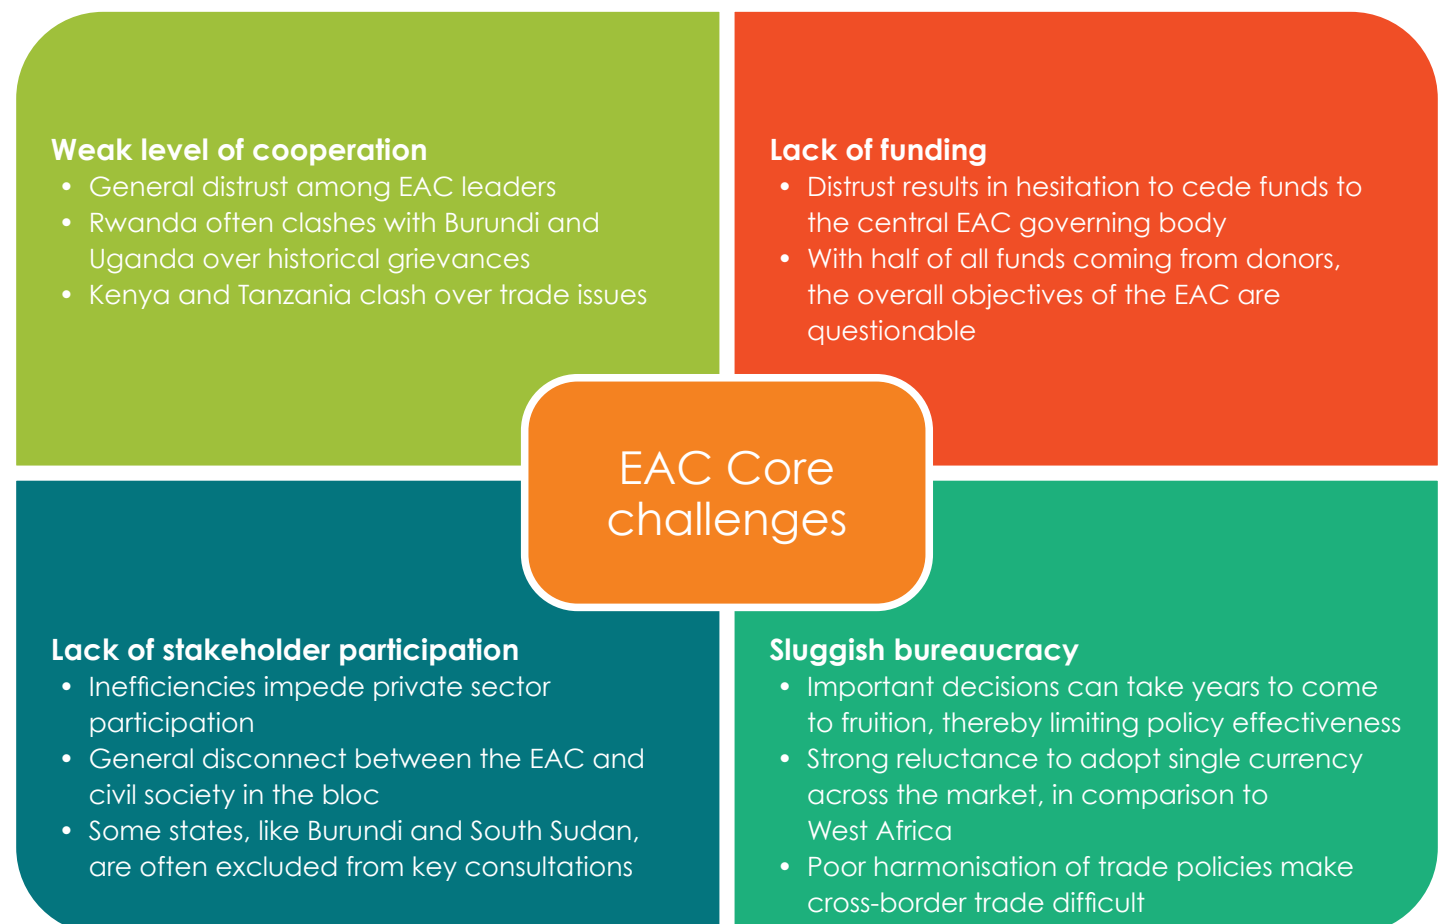 Weak level of cooperation
• General distrust among EAC leaders
• Rwanda often clashes with Burundi and
Uganda over historical grievances
• Kenya and Tanzania clash over trade issues
Lack of funding
• Distrust results in hesitation to cede funds to
the central EAC governing body
• With half of all funds coming from donors,
the overall objectives of the EAC are
questionable
EAC Core
challenges
Lack of stakeholder participation
• Inefficiencies impede private sector
participation
• General disconnect between the EAC and
civil society in the bloc
• Some states, like Burundi and South Sudan,
are often excluded from key consultations
Sluggish bureaucracy
• Important decisions can take years to come
to fruition, thereby limiting policy effectiveness
• Strong reluctance to adopt single currency
across the market, in comparison to
West Africa
• Poor harmonisation of trade policies make
cross-border trade difficult